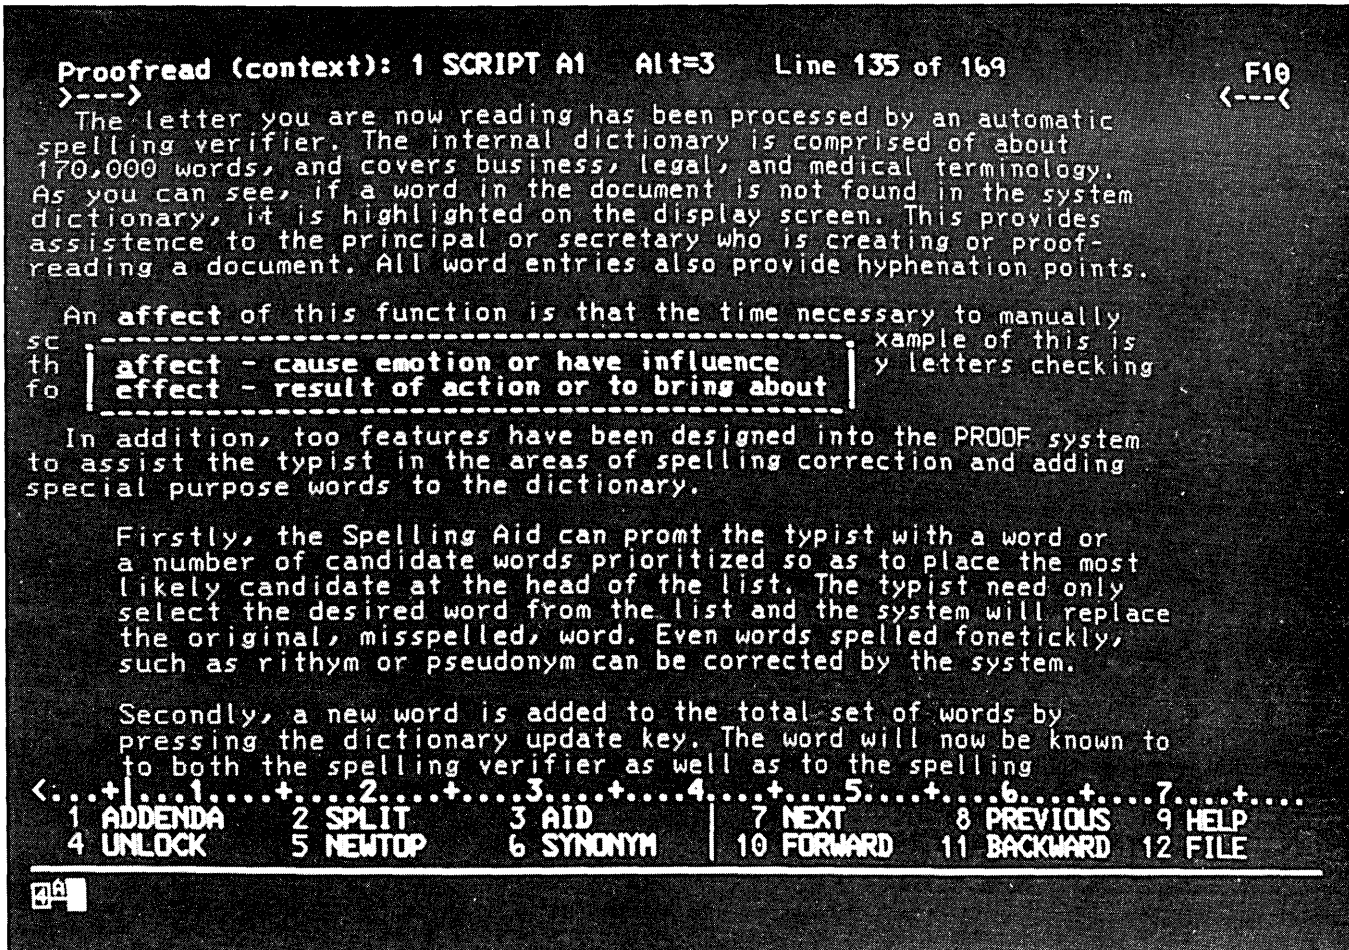 Proofread (context): 1 SCRIPT A1 Alt=3 Line 135 of 169 F10
>---> <---<
The letter you are now reading has been processed by an automatic
spelling verifier. The internal dictionary is comprised of about
170,000 words, and covers business, legal, and medical terminology.
As you can see, if a word in the document is not found in the system
dictionary, it is highlighted on the display screen. This provides
assistence to the principal or secretary who is creating or proof-
reading a document. All word entries also provide hyphenation points.
An affect of this function is that the time necessary to manually
sc xample of this is
th affect - cause emotion or have influence y letters checking
fo effect - result of action or to bring about
In addition, too features have been designed into the PROOF system
to assist the typist in the areas of spelling correction and adding
special purpose words to the dictionary.
Firstly, the Spelling Aid can promt the typist with a word or
a number of candidate words prioritized so as to place the most
likely candidate at the head of the list. The typist need only
select the desired word from the list and the system will replace
the original, misspelled, word. Even words spelled fonetickly,
such as rithym or pseudonym can be corrected by the system.
Secondly, a new word is added to the total set of words by
pressing the dictionary update key. The word will now be known to
to both the spelling verifier as well as to the spelling
<...+|...1....+....2....+....3....+....4....+....5....+....6....+....7....+....
1 ADDENDA 2 SPLIT 3 AID 7 NEXT 8 PREVIOUS 9 HELP
4 UNLOCK 5 NEWTOP 6 SYNONYM 10 FORWARD 11 BACKWARD 12 FILE
4 A